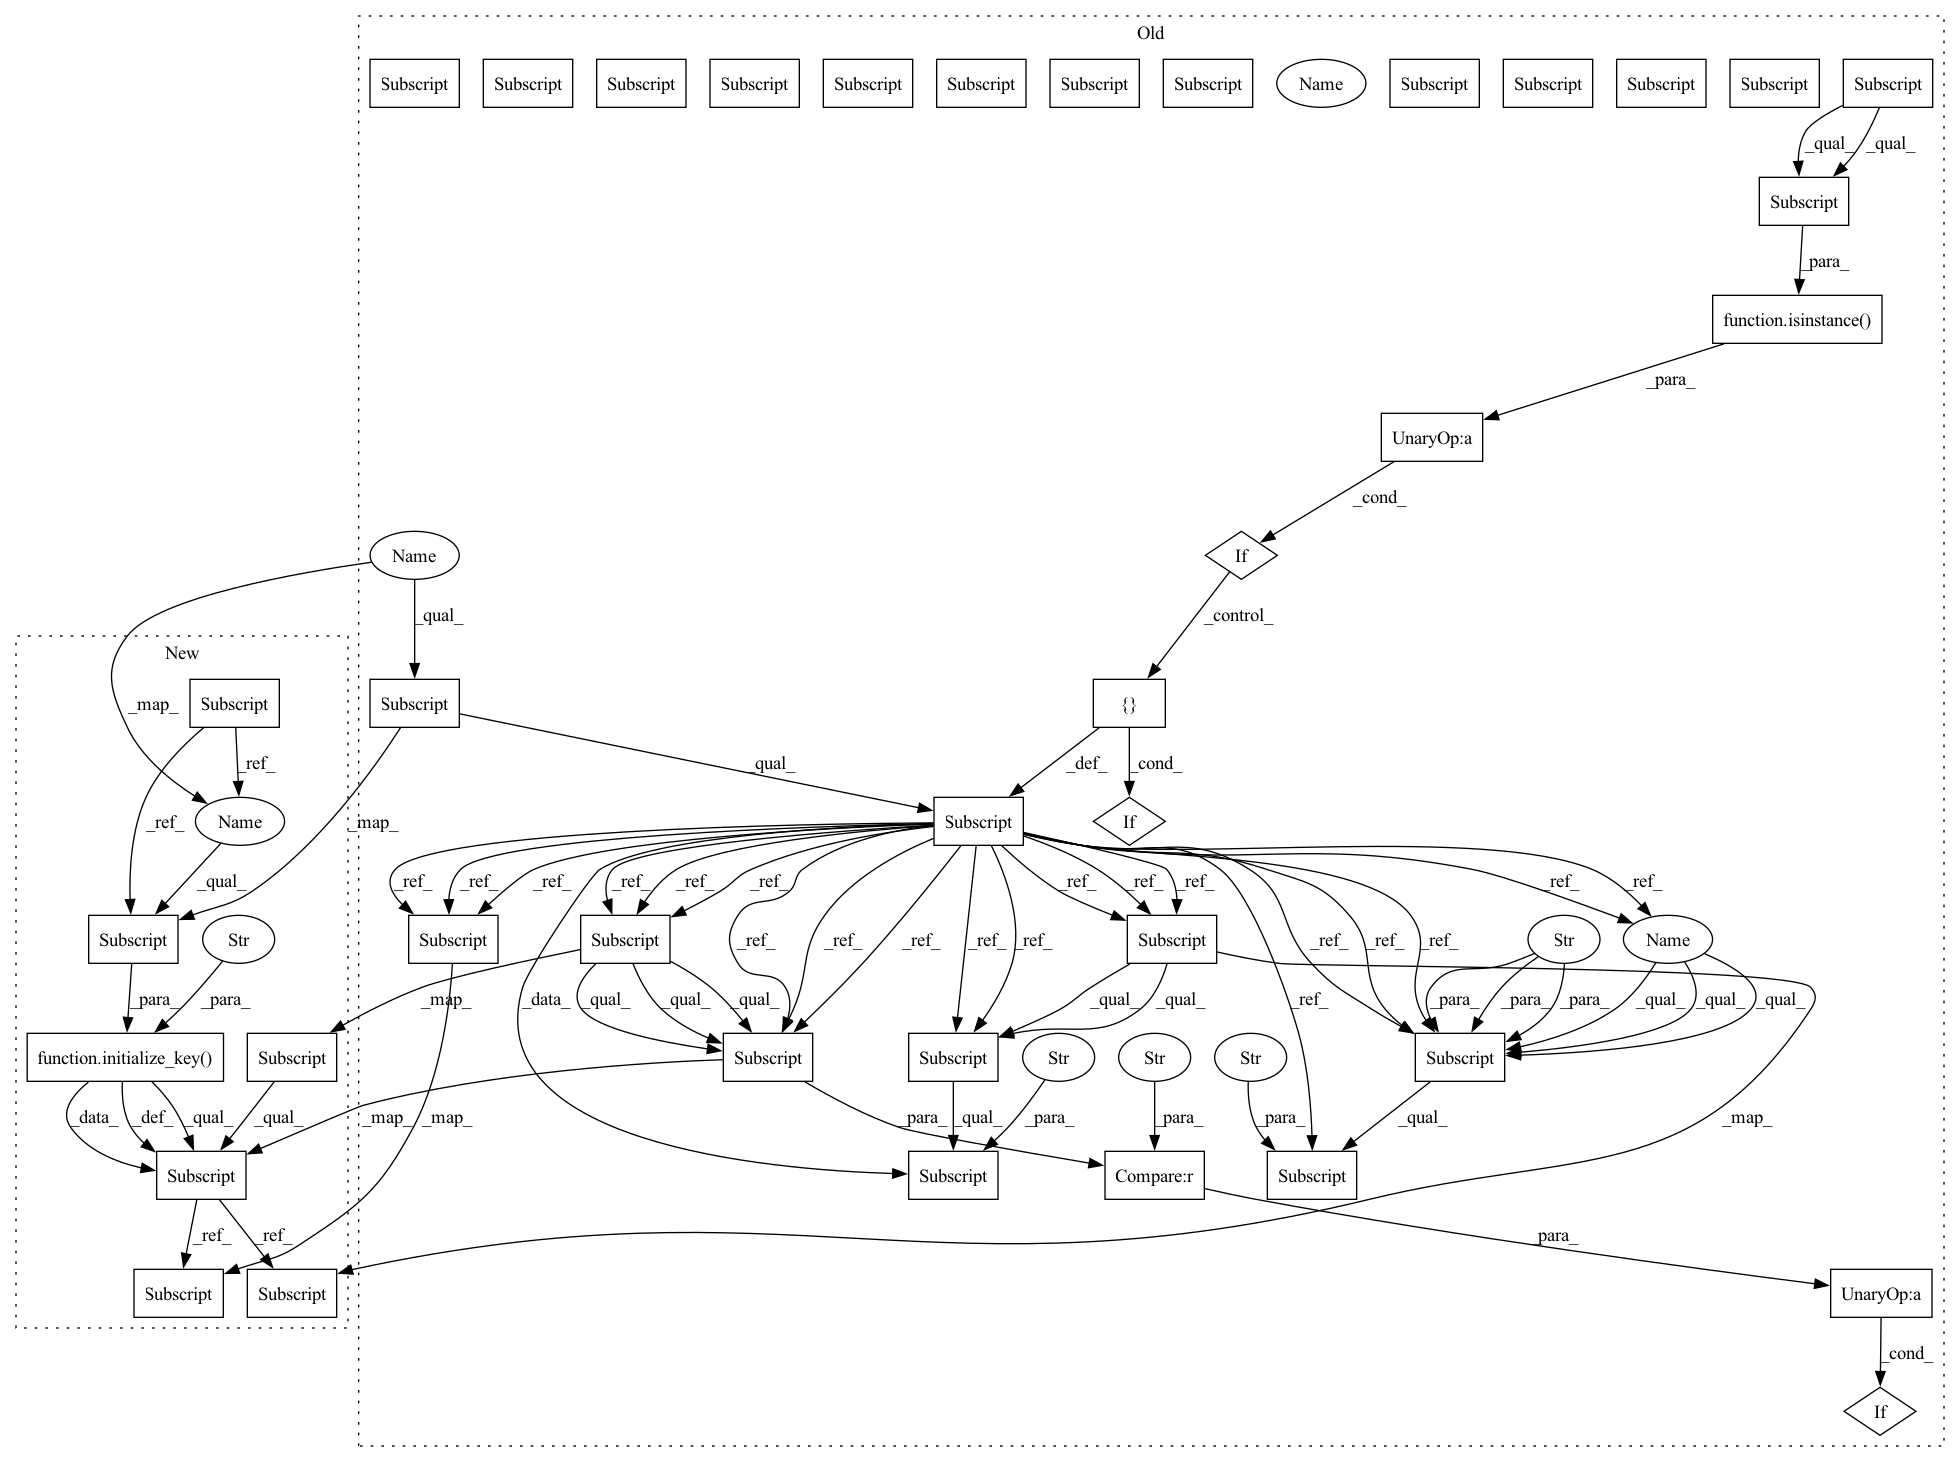 Old
Subscript Subscript Subscript Subscript Subscript Subscript Subscript Subscript Name Subscript Subscript Subscript Subscript Subscript
_qual_ _qual_
Subscript
_para_
function.isinstance()
_para_
UnaryOp:a
_cond_
Name If
_qual_ _control_
New
_map_ Subscript Subscript {}
_ref_ _qual_ _def_ _cond_
_ref_ Name _map_ Subscript If
_qual_ _ref_ _ref_ _ref_ _ref_ _ref_ _ref_ _ref_ _ref_ _ref_ _ref_ _ref_
Subscript Str Subscript Subscript Subscript Str Name
_ref_ _ref_ _ref_ _ref_ _ref_ _ref_ _ref_ _ref_
_para_ _para_ _map_ _qual_ _qual_ _qual_ _data_ _qual_ _qual_ _ref_ _para_ _para_ _para_ _qual_ _qual_ _qual_
function.initialize_key() Subscript Subscript Subscript Str Str Str Subscript
_data_ _def_ _qual_ _qual_ _map_ _map_ _para_ _qual_ _para_ _para_ _para_ _qual_ _map_
Subscript Subscript Compare:r Subscript
_ref_ _ref_ _para_
Subscript Subscript UnaryOp:a
_cond_
If